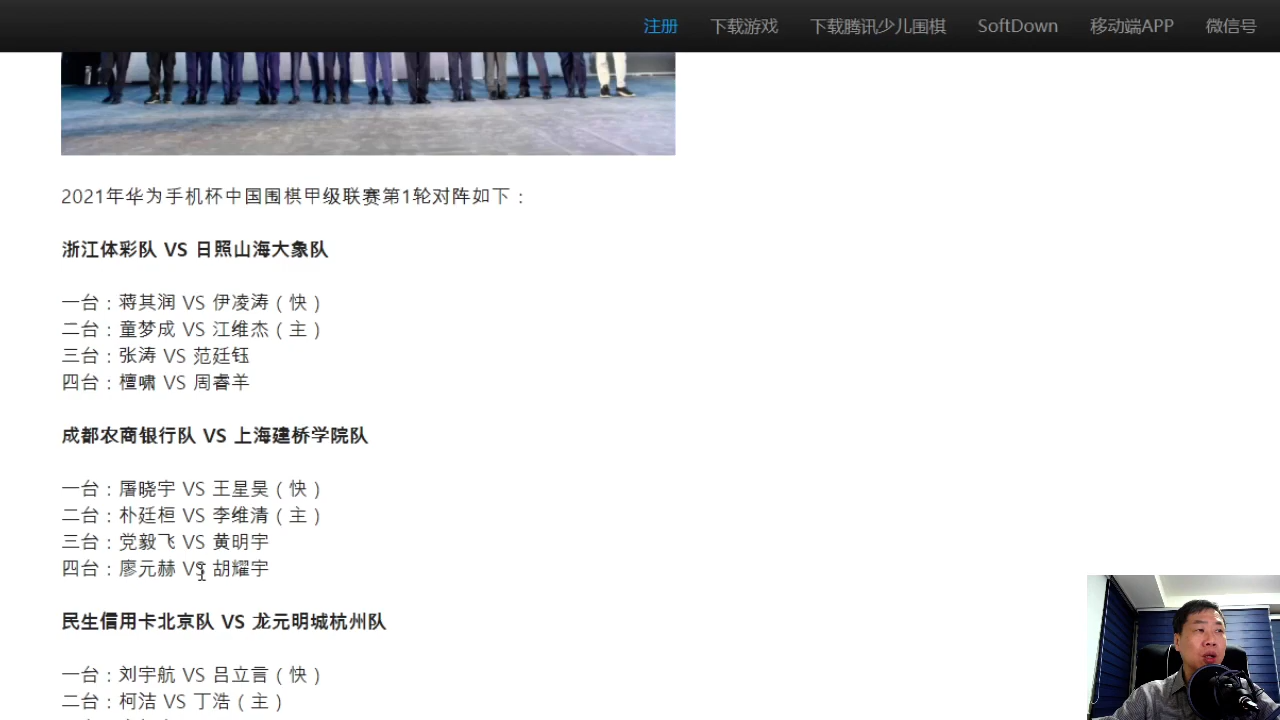 注册 下载游戏 下载腾讯少儿围棋 SoftDown 移动端APP 微信号
2021年华为手机杯中国围棋甲级联赛第1轮对阵如下：
浙江体彩队 VS 日照山海大象队
一台：蒋其润 VS 伊凌涛（快）
二台：童梦成 VS 江维杰（主）
三台：张涛 VS 范廷钰
四台：檀啸 VS 周睿羊
成都农商银行队 VS 上海建桥学院队
一台：屠晓宇 VS 王星昊（快）
二台：朴廷桓 VS 李维清（主）
三台：党毅飞 VS 黄明宇
四台：廖元赫 VS 胡耀宇
民生信用卡北京队 VS 龙元明城杭州队
一台：刘宇航 VS 吕立言（快）
二台：柯洁 VS 丁浩（主）